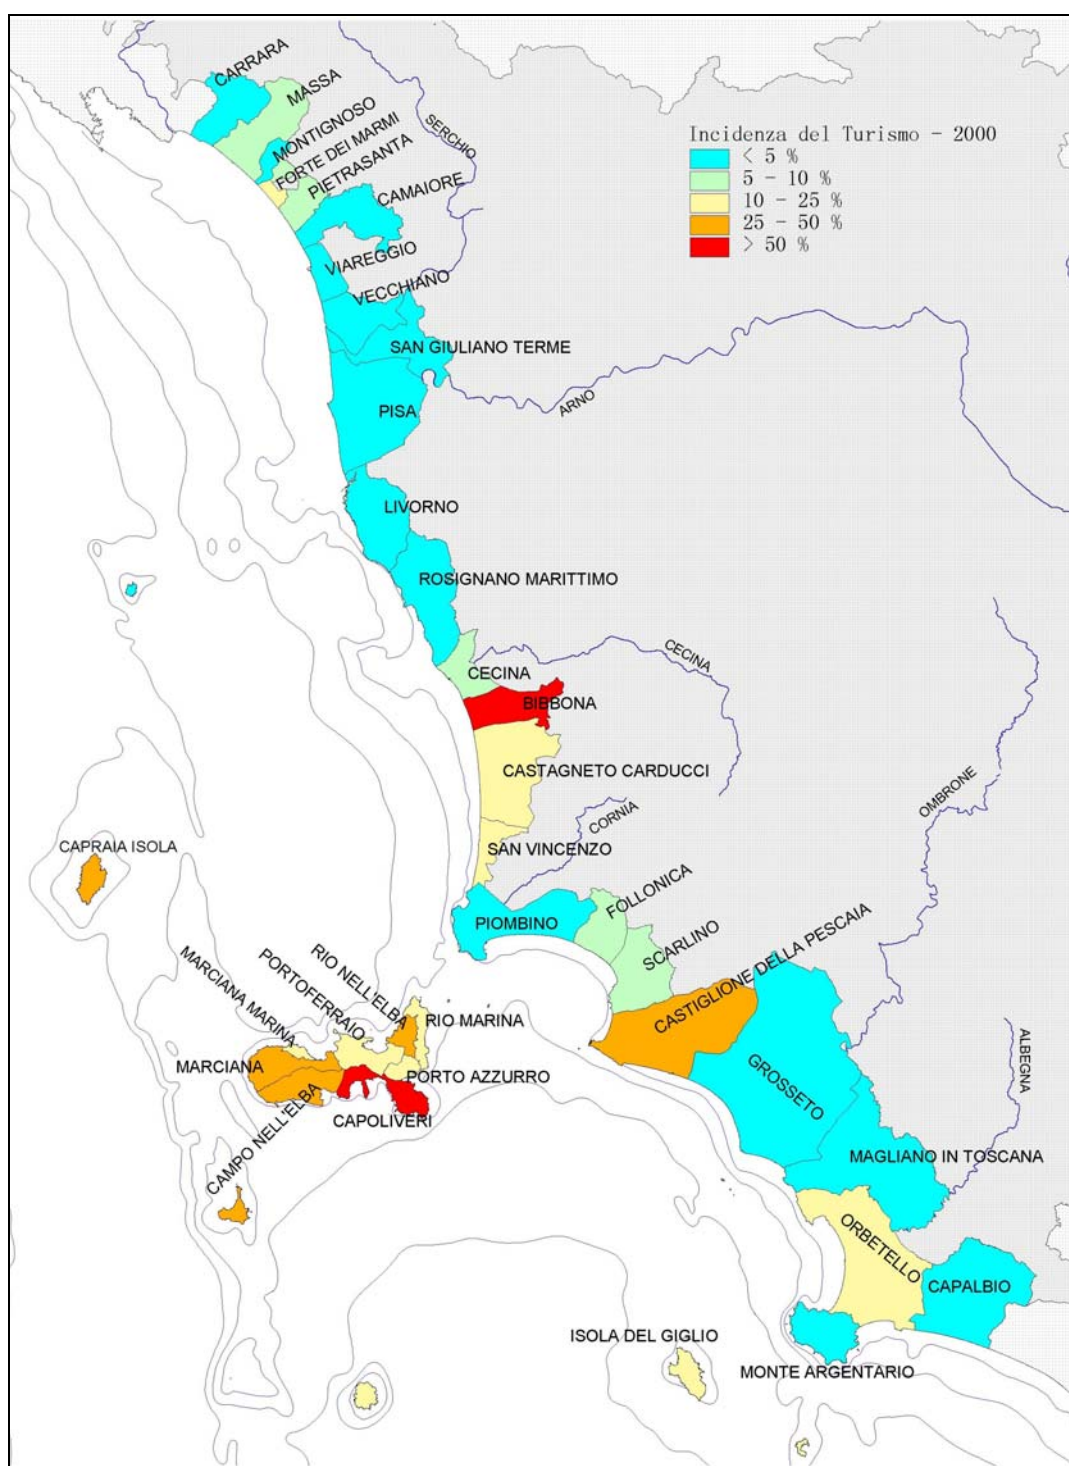 CARRARA
MASSA
MONTIGNOSO
FORTE DEI MARMI
PIETRASANTA
CAMAIORE
SERCHIO
Incidenza del Turismo - 2000
< 5 %
5 - 10 %
10 - 25 %
25 - 50 %
> 50 %
VIAREGGIO
VECCHIANO
SAN GIULIANO TERME
ARNO
PISA
LIVORNO
ROSIGNANO MARITTIMO
CECINA
CECINA
BIBBONA
CASTAGNETO CARDUCCI
OMBRONE
CORNIA
CAPRAIA ISOLA
SAN VINCENZO
FOLLONICA
PIOMBINO
SCARLINO
CASTIGLIONE DELLA PESCAIA
RIO NELL'ELBA
PORTOFERRAIO
MARCIANA MARINA
RIO MARINA
MARCIANA
PORTO AZZURRO
CAPOLIVERI
CAMPO NELL'ELBA
GROSSETO
ALBEGNA
MAGLIANO IN TOSCANA
ORBETELLO
CAPALBIO
ISOLA DEL GIGLIO
MONTE ARGENTARIO